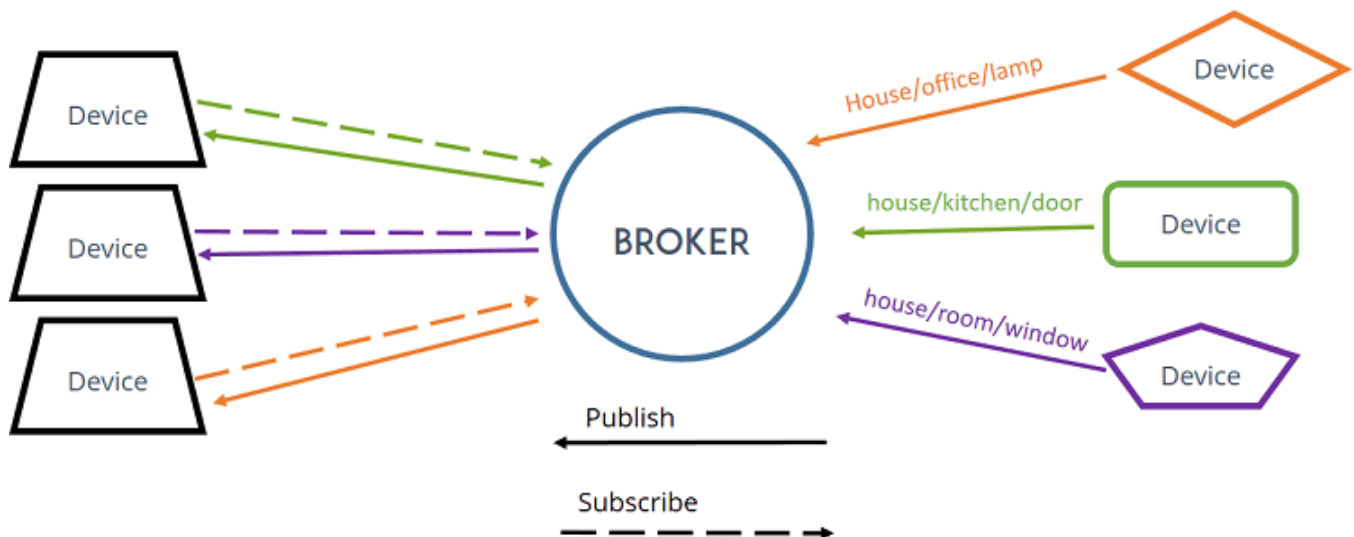 Device
Device
Device
BROKER
House/office/lamp
Device
house/kitchen/door
Device
house/room/window
Device
Publish
Subscribe